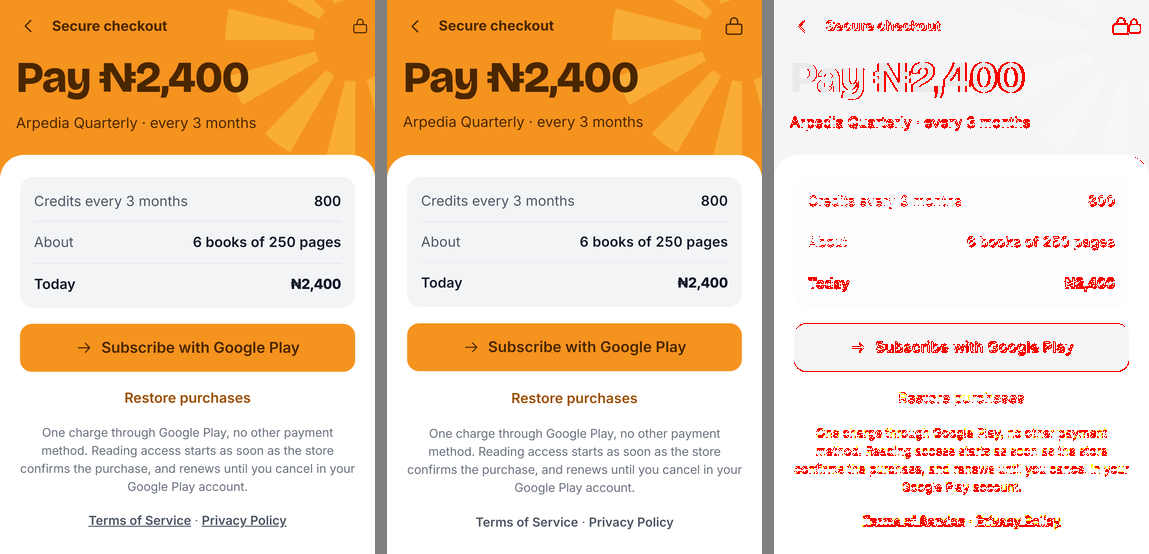 Secure checkout
Pay ₦2,400
Arpedia Quarterly · every 3 months
Credits every 3 months 800
About 6 books of 250 pages
Today ₦2,400
→ Subscribe with Google Play
Restore purchases
One charge through Google Play, no other payment
method. Reading access starts as soon as the store
confirms the purchase, and renews until you cancel in your
Google Play account.
Terms of Service · Privacy Policy
Secure checkout
Pay ₦2,400
Arpedia Quarterly · every 3 months
Credits every 3 months 800
About 6 books of 250 pages
Today ₦2,400
→ Subscribe with Google Play
Restore purchases
One charge through Google Play, no other payment
method. Reading access starts as soon as the store
confirms the purchase, and renews until you cancel in your
Google Play account.
Terms of Service · Privacy Policy
Secure checkout
Pay ₦2,400
Arpedia Quarterly · every 3 months
Credits every 3 months 800
About 6 books of 250 pages
Today ₦2,400
→ Subscribe with Google Play
Restore purchases
One charge through Google Play, no other payment
method. Reading access starts as soon as the store
confirms the purchase, and renews until you cancel in your
Google Play account.
Terms of Service · Privacy Policy